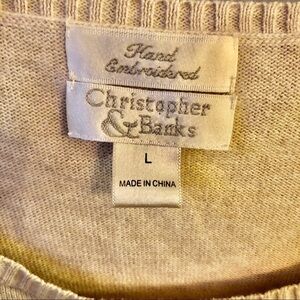 Hand
Embroidered
Christopher
& Banks
L
MADE IN CHINA